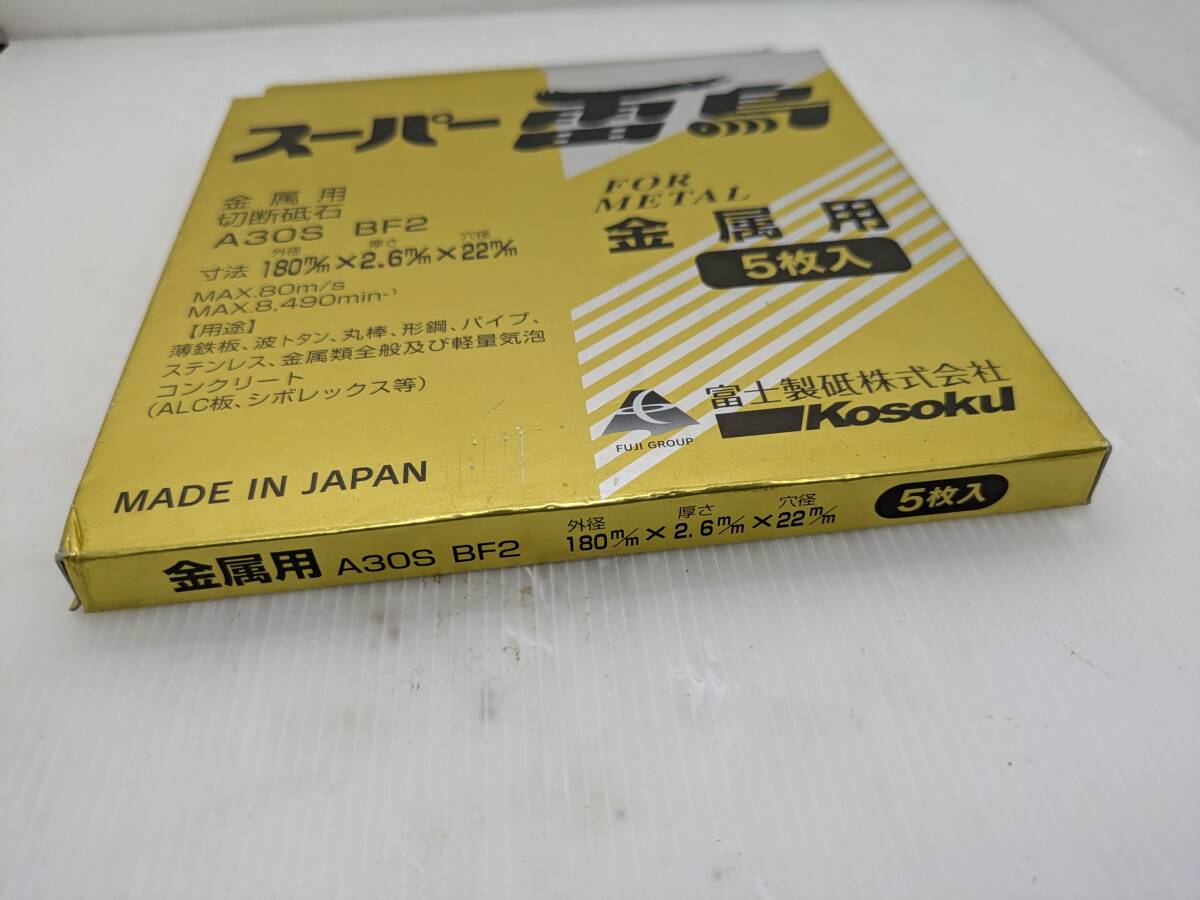 スーパー雷鳥
金属用
切断砥石
A30S BF2
外径 厚さ 穴径
寸法 180m/m×2.6m/m×22m/m
MAX.80m/s
MAX.8,490min-1
【用途】
薄鉄板、波トタン、丸棒、形鋼、パイプ、
ステンレス、金属類全般及び軽量気泡
コンクリート
(ALC板、シポレックス等)
MADE IN JAPAN
FOR
METAL
金属用
5枚入
FUJI GROUP
富士製砥株式会社
Kosoku
金属用 A30S BF2
外径 厚さ 穴径
180m/m×2.6m/m×22m/m
5枚入